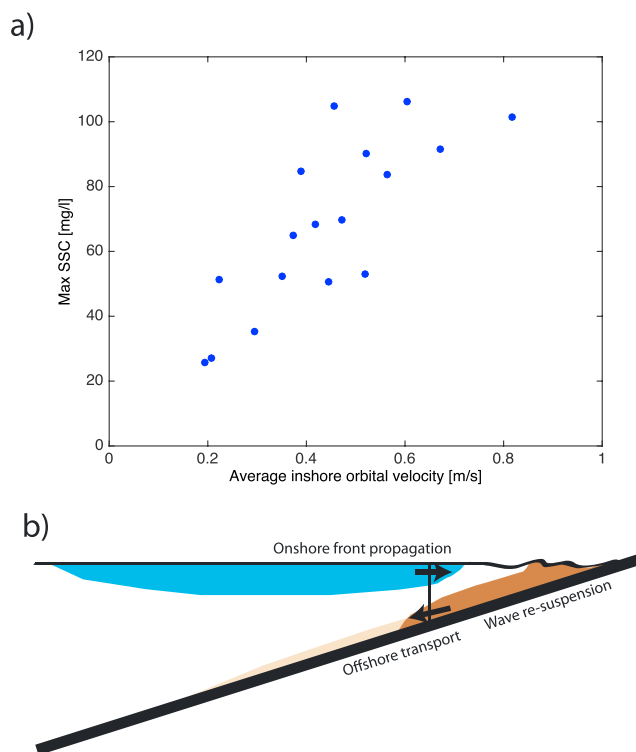 a)
120
100
80
60
40
20
0
Max SSC [mg/l]
0 0.2 0.4 0.6 0.8 1
Average inshore orbital velocity [m/s]
b)
Onshore front propagation
Wave re-suspension
Offshore transport